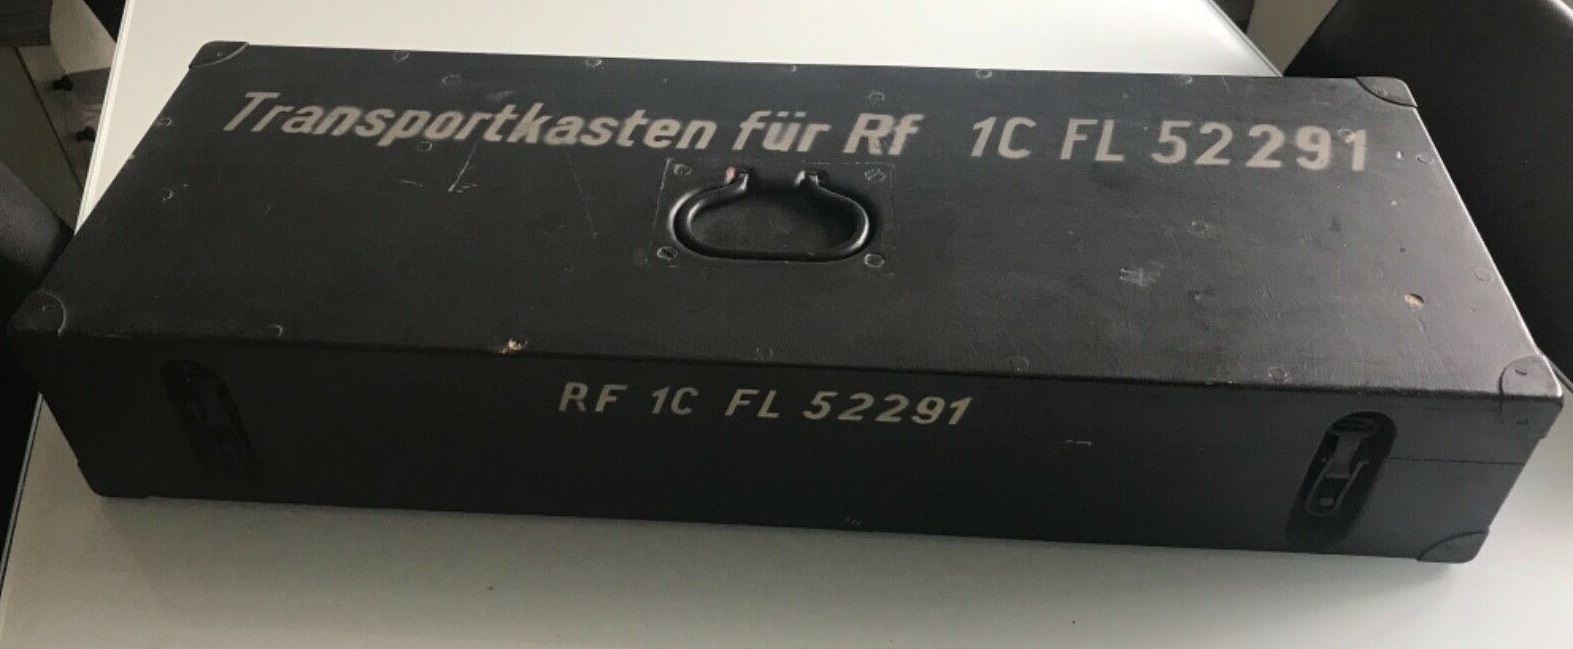 Transportkasten für Rf 1C FL 52291
RF 1C FL 52291